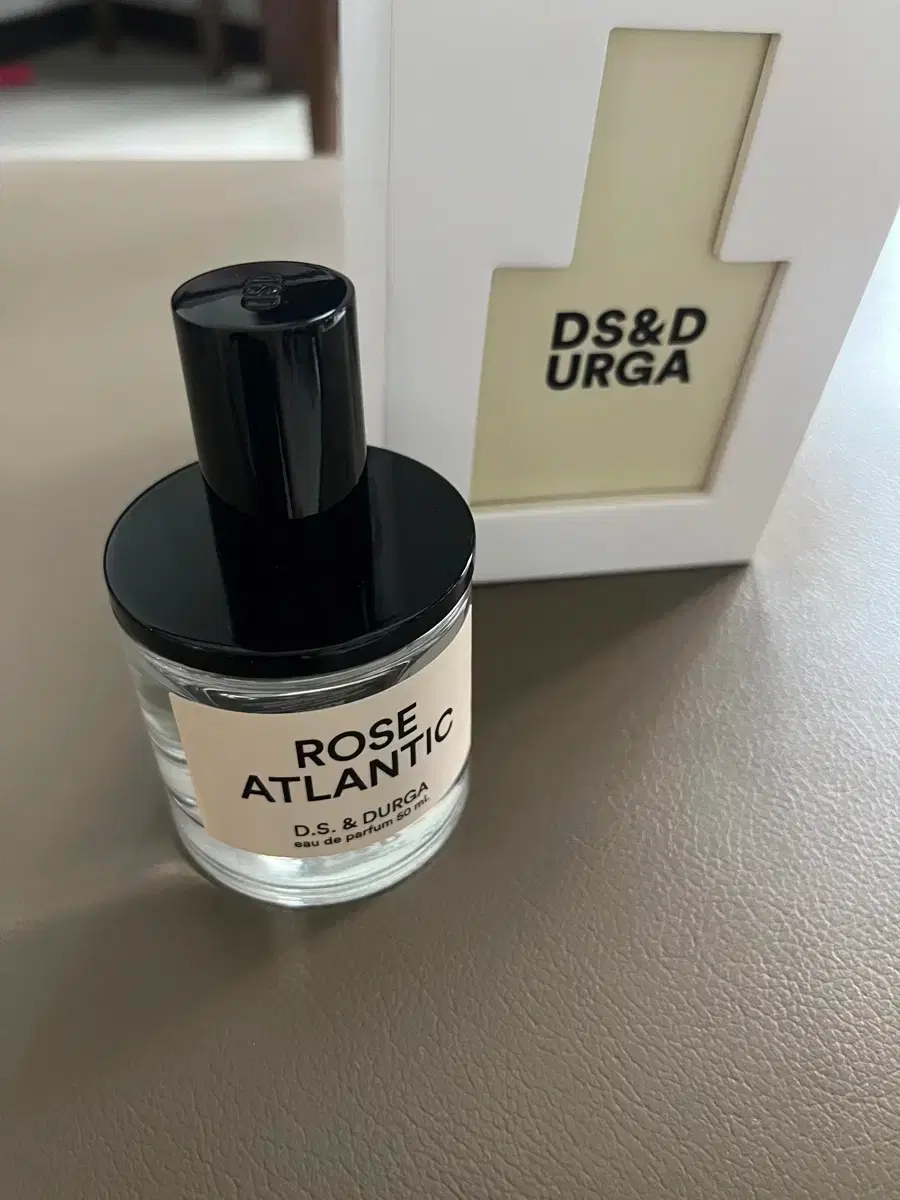 DS&D
URGA
ROSE
ATLANTIC
D.S. & DURGA
eau de parfum 50 mL